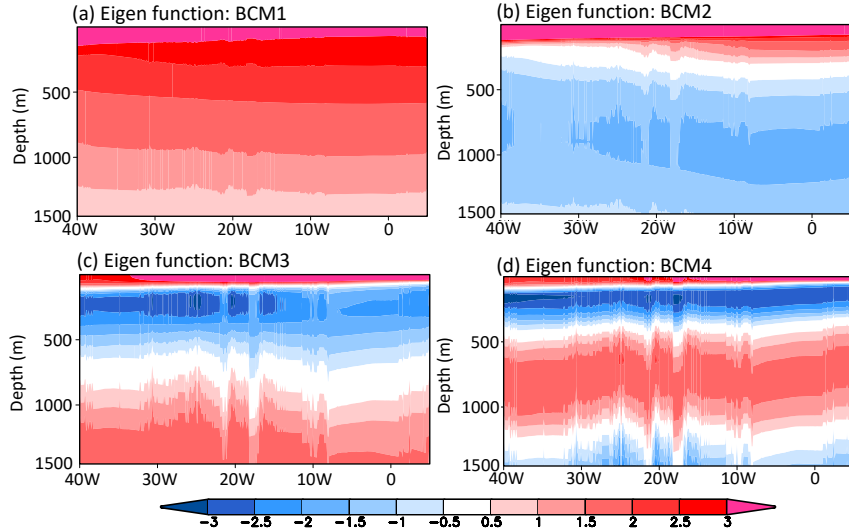 (a) Eigen function: BCM1
(b) Eigen function: BCM2
Depth (m)
500
1000
1500
40W 30W 20W 10W 0
Depth (m)
500
1000
1500
40W 30W 20W 10W 0
(c) Eigen function: BCM3
(d) Eigen function: BCM4
Depth (m)
500
1000
1500
40W 30W 20W 10W 0
Depth (m)
500
1000
1500
40W 30W 20W 10W 0
-3 -2.5 -2 -1.5 -1 -0.5 0.5 1 1.5 2 2.5 3